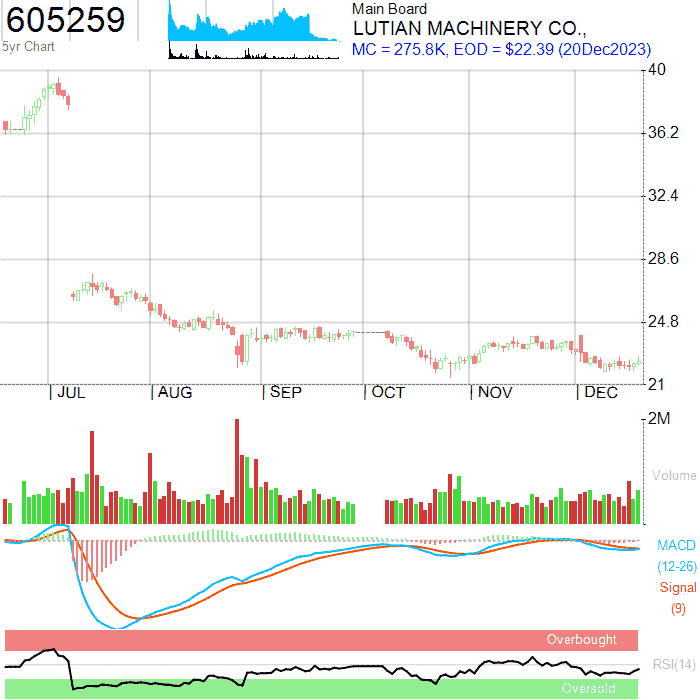 605259
5yr Chart
Main Board
LUTIAN MACHINERY CO.,
MC = 275.8K, EOD = $22.39 (20Dec2023)
40
36.2
32.4
28.6
24.8
21
JUL AUG SEP OCT NOV DEC
2M
Volume
MACD
(12-26)
Signal
(9)
Overbought
RSI(14)
Oversold